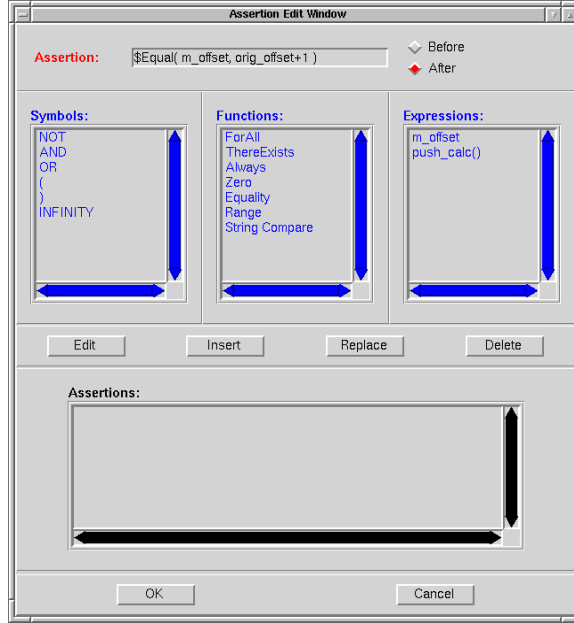 Assertion Edit Window
Assertion: $Equal( m_offset, orig_offset+1 )
Before
After
Symbols:
NOT
AND
OR
(
)
INFINITY
Functions:
ForAll
ThereExists
Always
Zero
Equality
Range
String Compare
Expressions:
m_offset
push_calc()
Edit Insert Replace Delete
Assertions:
OK Cancel